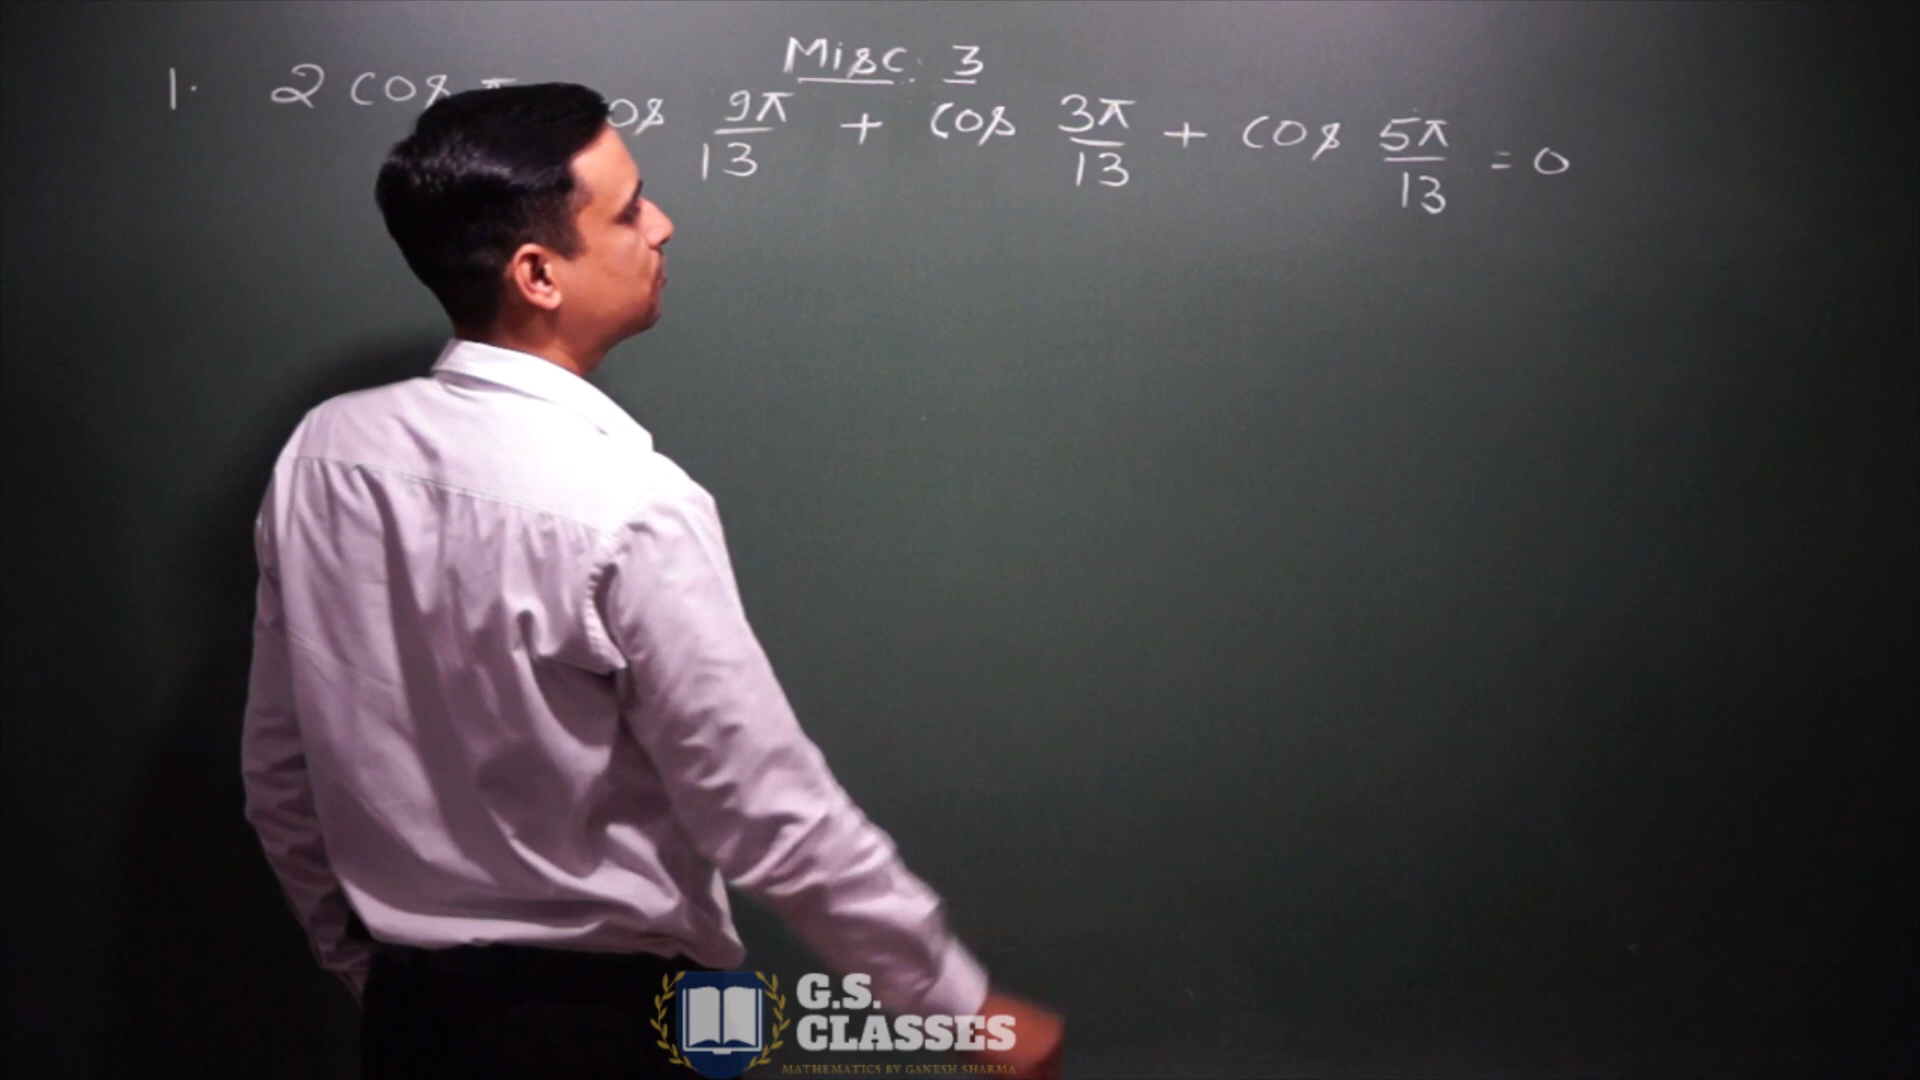 Misc. 3
1. 2 cos π os 9π/13 + cos 3π/13 + cos 5π/13 = 0
G.S.
CLASSES
MATHEMATICS BY GANESH SHARMA